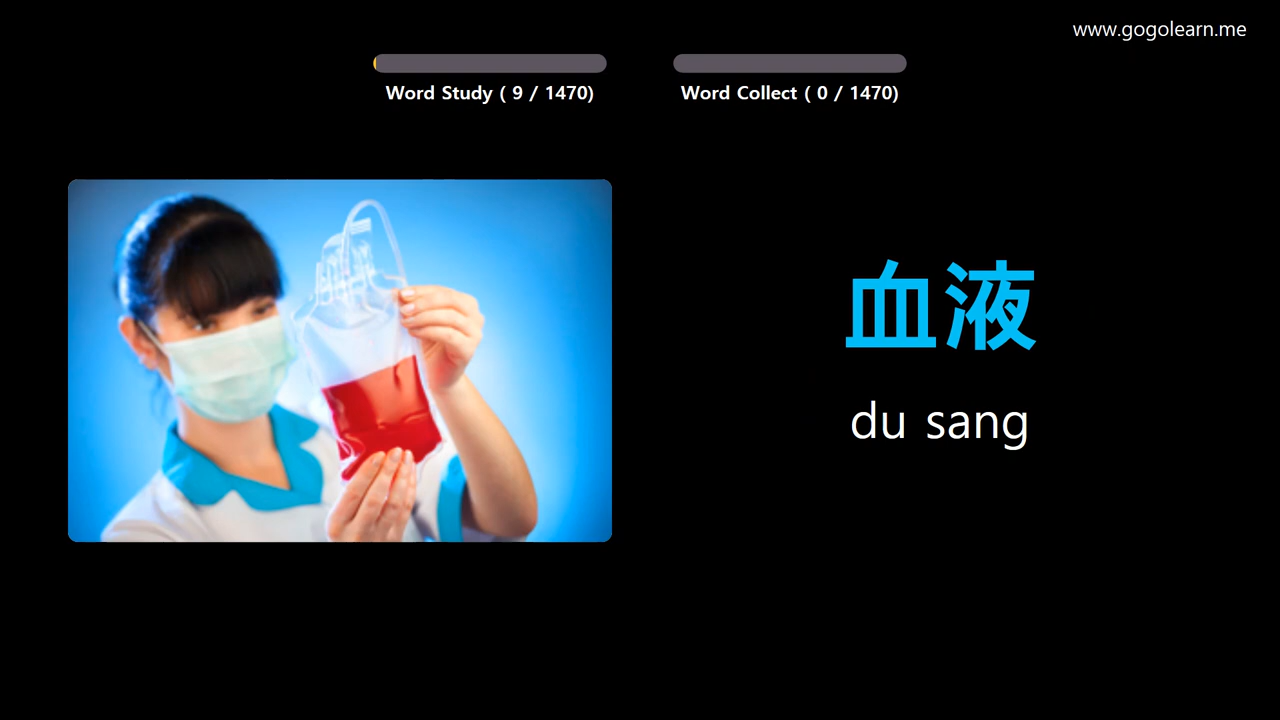 www.gogolearn.me
Word Study ( 9 / 1470)
Word Collect ( 0 / 1470)
血液
du sang